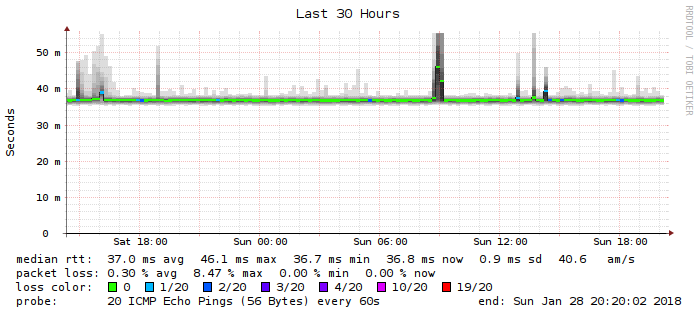 Last 30 Hours
RRDTOOL / TOBI OETIKER
Seconds
50 m
40 m
30 m
20 m
10 m
0
Sat 18:00 Sun 00:00 Sun 06:00 Sun 12:00 Sun 18:00
median rtt: 37.0 ms avg 46.1 ms max 36.7 ms min 36.8 ms now 0.9 ms sd 40.6 am/s
packet loss: 0.30 % avg 8.47 % max 0.00 % min 0.00 % now
loss color: 0 1/20 2/20 3/20 4/20 10/20 19/20
probe: 20 ICMP Echo Pings (56 Bytes) every 60s end: Sun Jan 28 20:20:02 2018